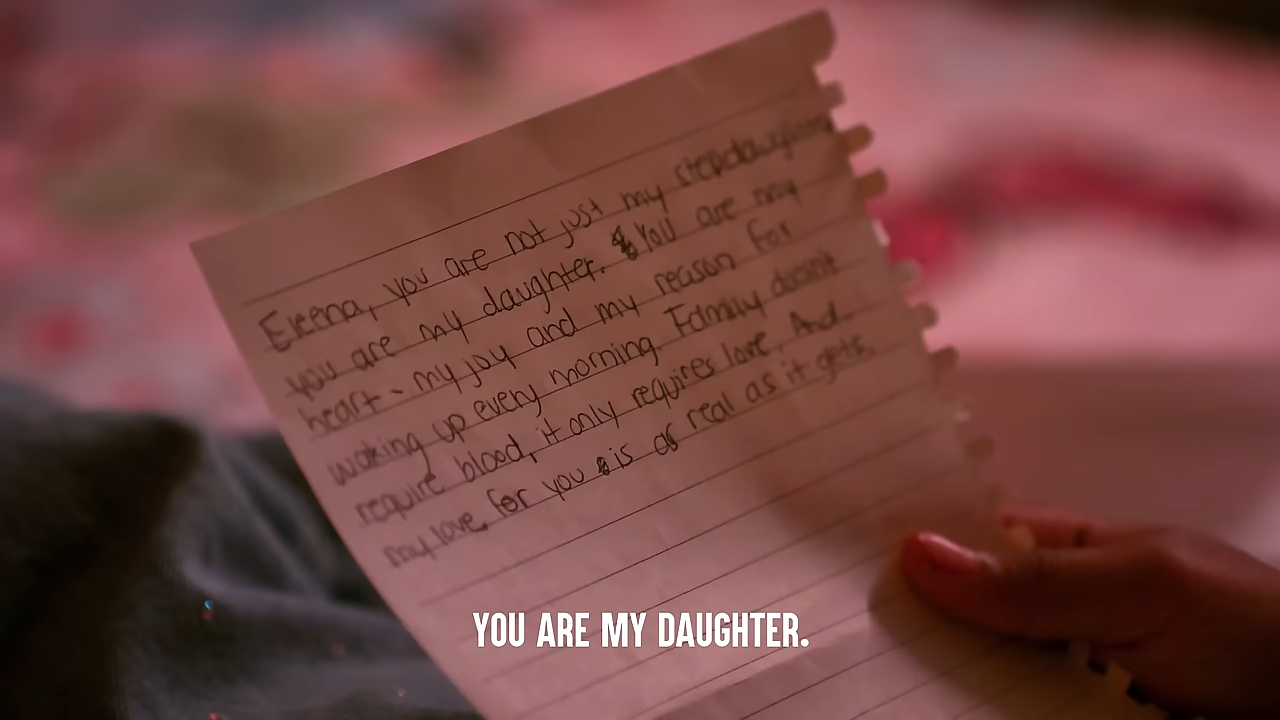 Ereena, you are not just my stepdaughter
you are my daughter. You are my
heart - my joy and my reason for
waking up every morning. Family doesn't
require blood, it only requires love. And
my love for you is as real as it gets.
YOU ARE MY DAUGHTER.